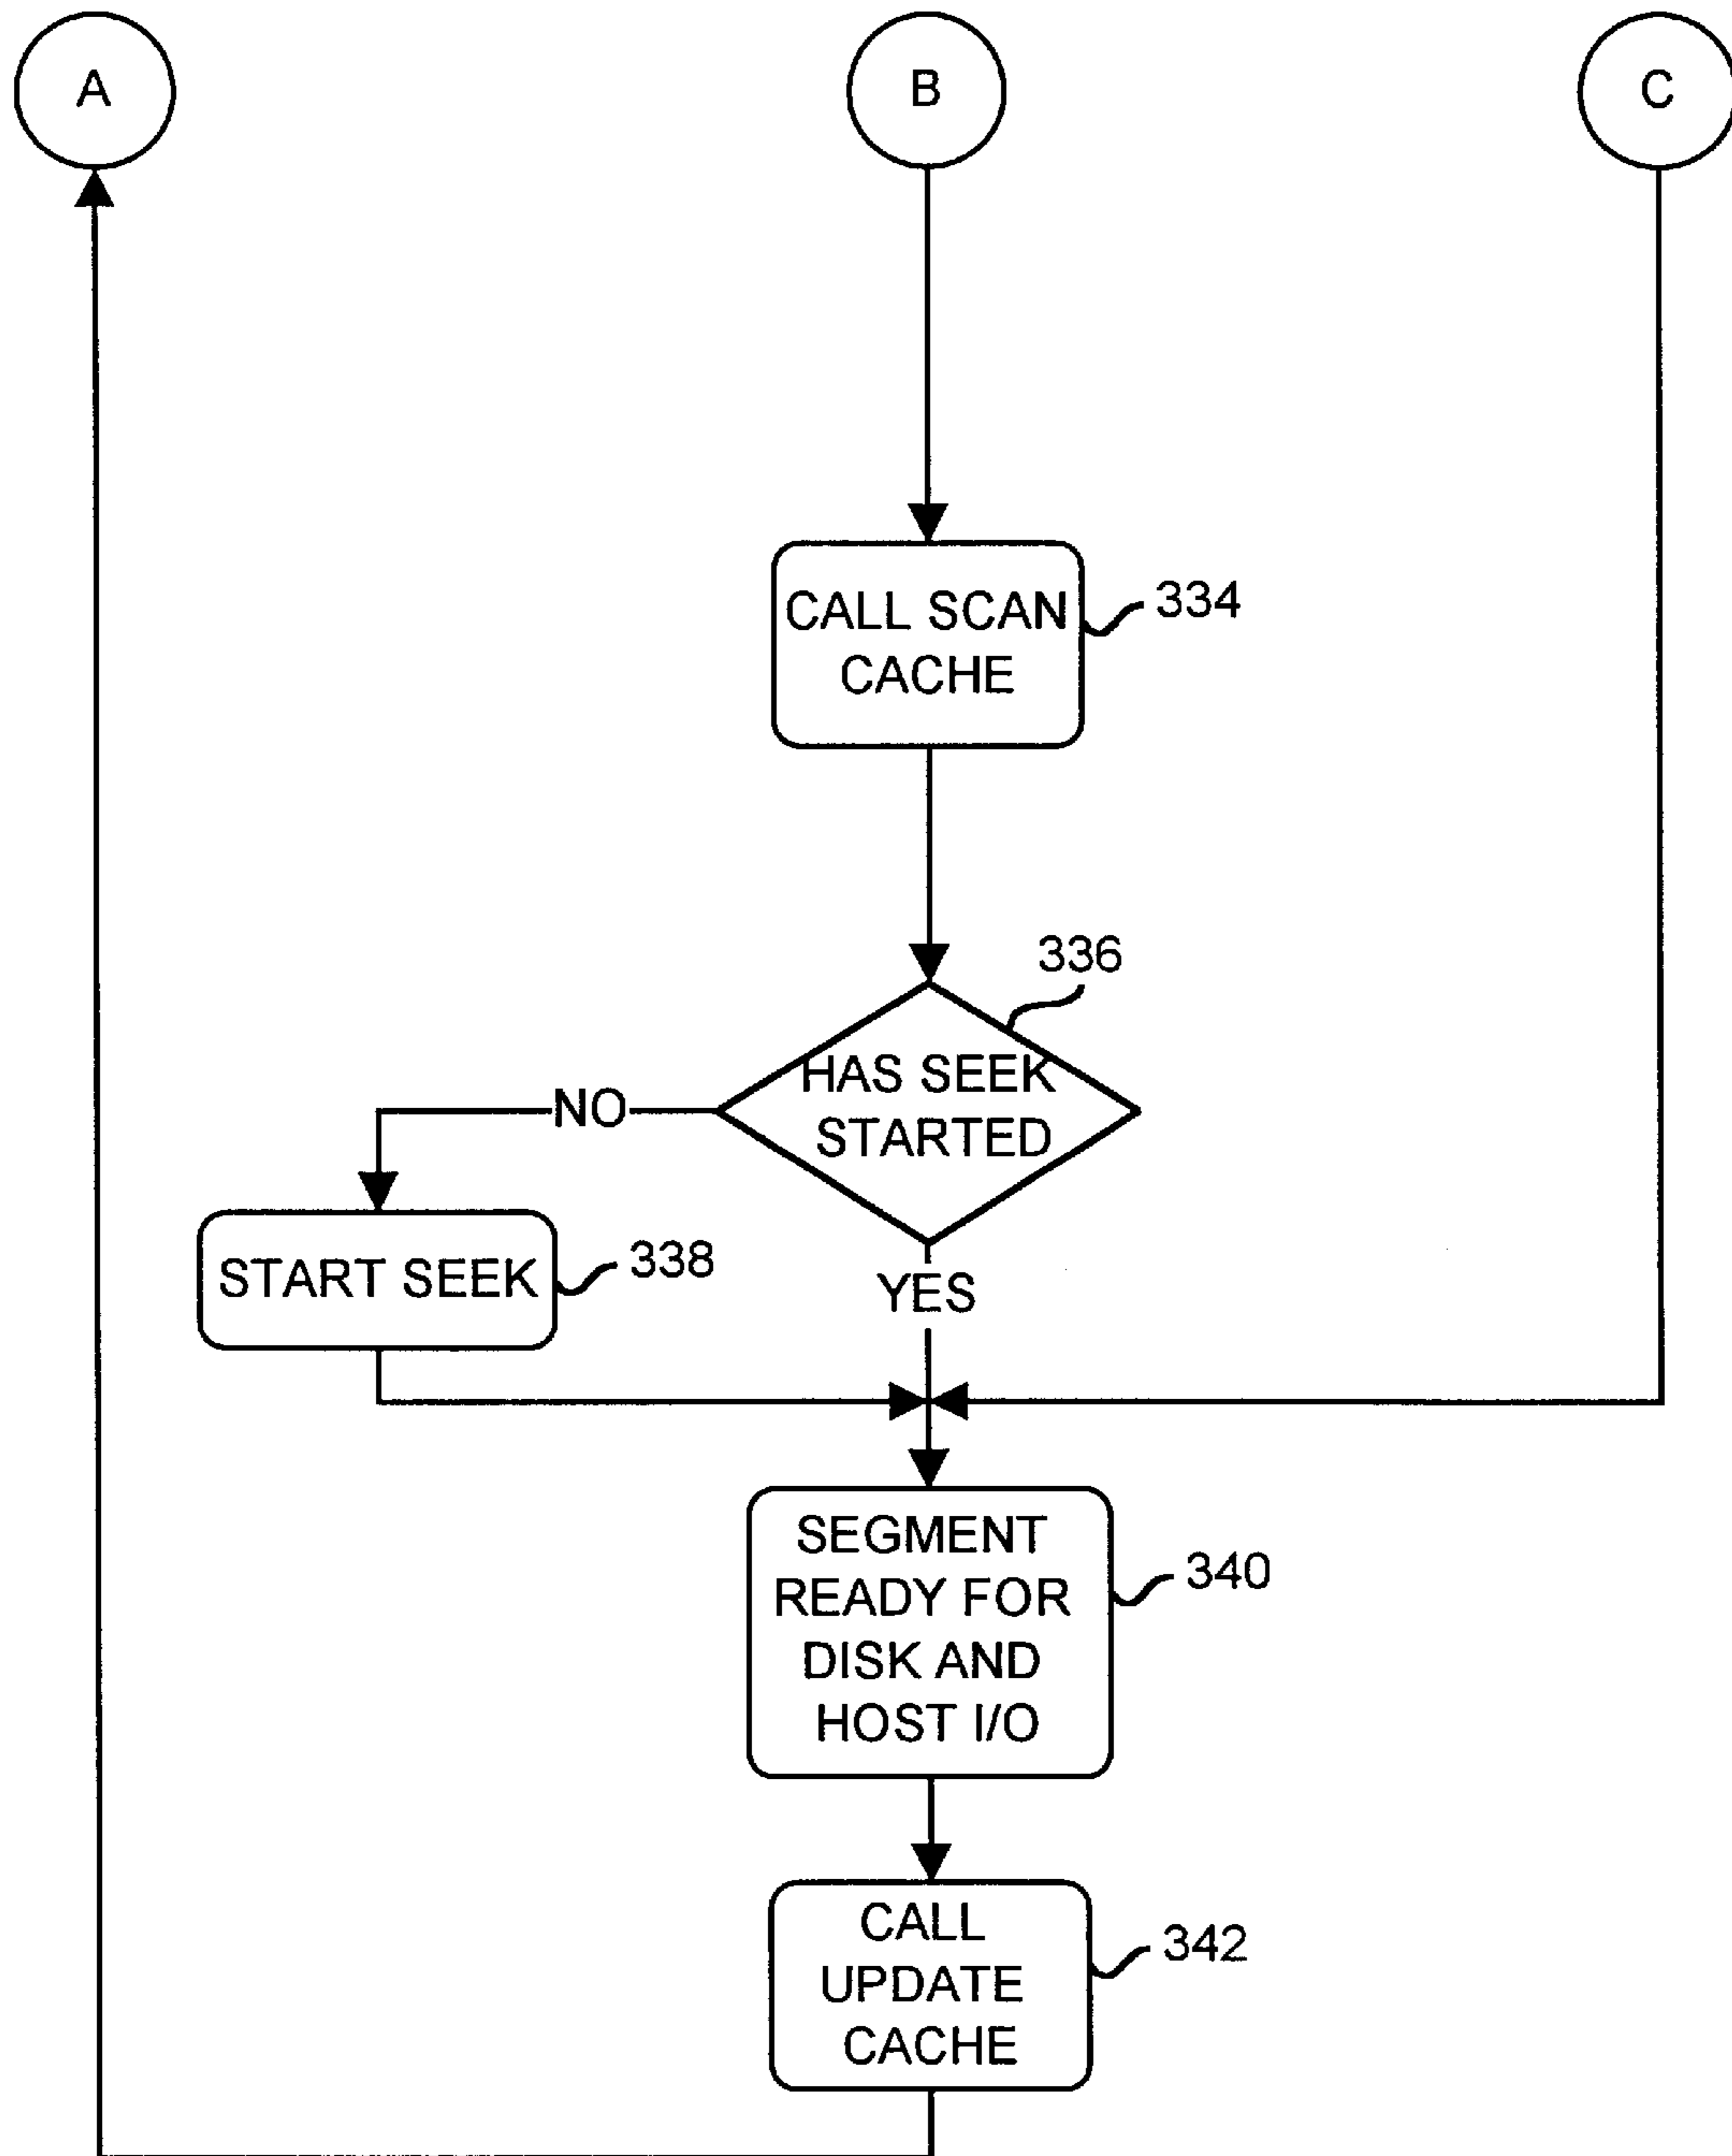 A
B
C
CALL SCAN
CACHE
334
336
HAS SEEK
STARTED
NO
START SEEK
338
YES
SEGMENT
READY FOR
DISK AND
HOST I/O
340
CALL
UPDATE
CACHE
342